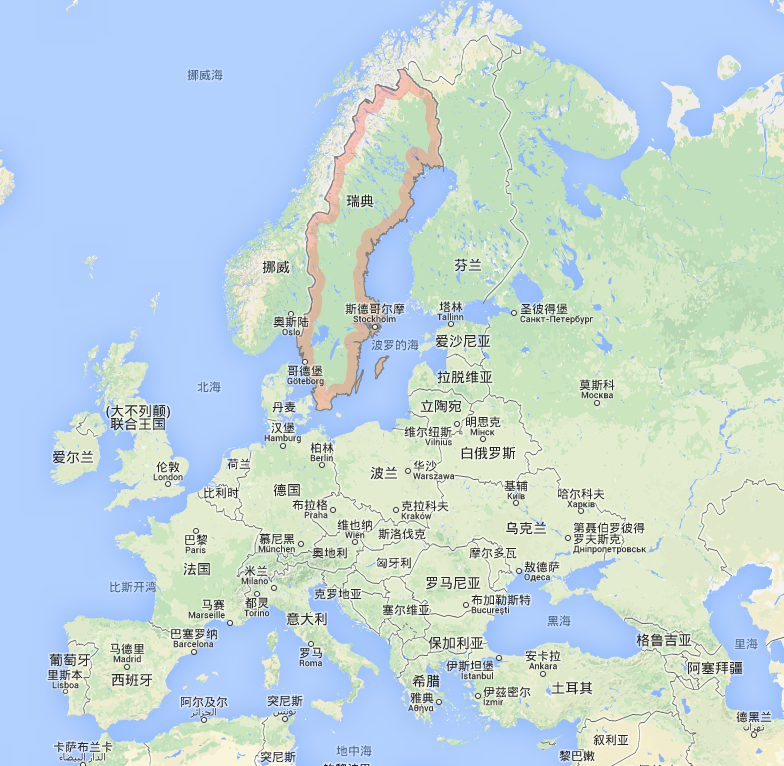 挪威海
瑞典
挪威
芬兰
斯德哥尔摩
Stockholm
塔林
Tallinn
圣彼得堡
Санкт-Петербург
奥斯陆
Oslo
爱沙尼亚
波罗的海
哥德堡
Göteborg
拉脱维亚
北海
莫斯科
Москва
丹麦
立陶宛
(大不列颠)
联合王国
明思克
Мінск
汉堡
Hamburg
维尔纽斯
Vilnius
白俄罗斯
爱尔兰
柏林
Berlin
荷兰
伦敦
London
波兰
华沙
Warszawa
德国
基辅
Київ
哈尔科夫
Харків
比利时
布拉格
Praha
克拉科夫
Kraków
维也纳
Wien
乌克兰
第聂伯罗彼得
罗夫斯克
Дніпропетровськ
巴黎
Paris
慕尼黑
München
斯洛伐克
奥地利
摩尔多瓦
法国
米兰
Milano
匈牙利
敖德萨
Одеса
比斯开湾
克罗地亚
罗马尼亚
马赛
Marseille
都灵
Torino
塞尔维亚
布加勒斯特
București
意大利
黑海
巴塞罗纳
Barcelona
保加利亚
格鲁吉亚
里海
马德里
Madrid
罗马
Roma
葡萄牙
伊斯坦堡
İstanbul
安卡拉
Ankara
阿塞拜疆
里斯本
Lisboa
西班牙
希腊
土耳其
伊兹密尔
İzmir
雅典
Αθήνα
阿尔及尔
الجزائر
突尼斯
تونس
德黑兰
تهران
卡萨布兰卡
الدار البيضاء
突尼斯
地中海
叙利亚
黎巴嫩